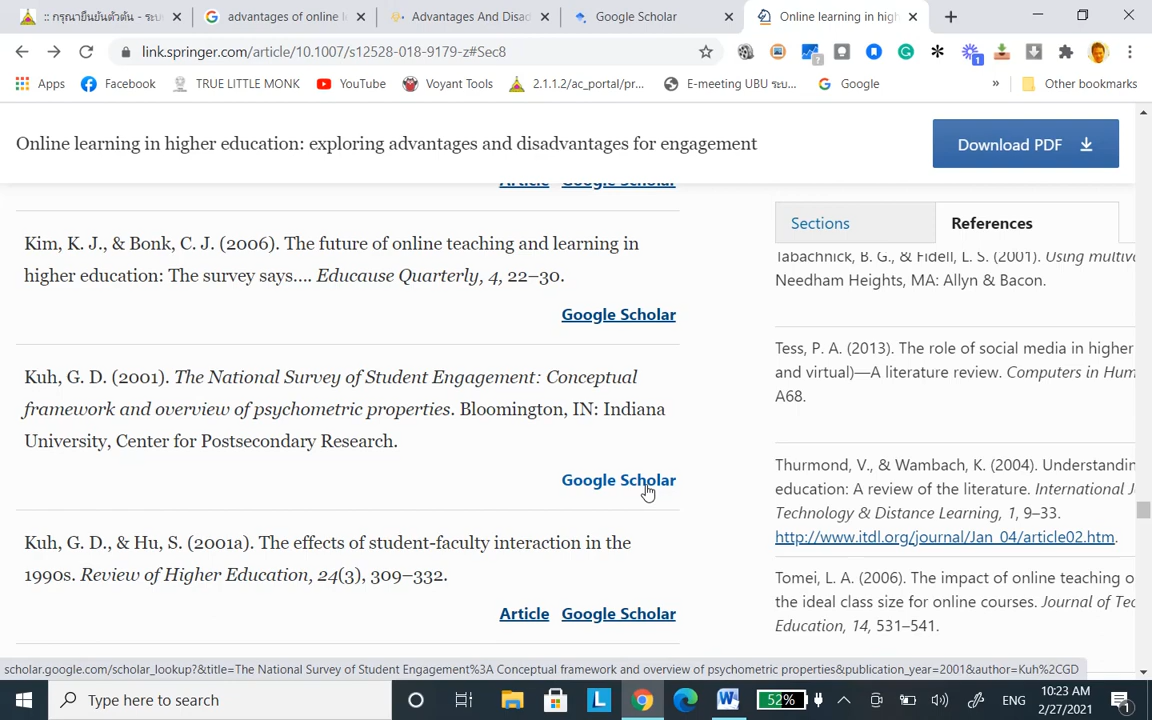 :: กรุณายืนยันตัวตน - ระบ
advantages of online l
Advantages And Disad
Google Scholar
Online learning in high
link.springer.com/article/10.1007/s12528-018-9179-z#Sec8
Apps
Facebook
TRUE LITTLE MONK
YouTube
Voyant Tools
2.1.1.2/ac_portal/pr...
E-meeting UBU ระบ...
Google
»
Other bookmarks
Online learning in higher education: exploring advantages and disadvantages for engagement
Download PDF
Article Google Scholar
Kim, K. J., & Bonk, C. J. (2006). The future of online teaching and learning in
higher education: The survey says.... Educause Quarterly, 4, 22–30.
Google Scholar
Kuh, G. D. (2001). The National Survey of Student Engagement: Conceptual
framework and overview of psychometric properties. Bloomington, IN: Indiana
University, Center for Postsecondary Research.
Google Scholar
Kuh, G. D., & Hu, S. (2001a). The effects of student-faculty interaction in the
1990s. Review of Higher Education, 24(3), 309–332.
Article Google Scholar
Sections
References
Tabachnick, B. G., & Fidell, L. S. (2001). Using multiv
Needham Heights, MA: Allyn & Bacon.
Tess, P. A. (2013). The role of social media in higher
and virtual)—A literature review. Computers in Hum
A68.
Thurmond, V., & Wambach, K. (2004). Understandin
education: A review of the literature. International J
Technology & Distance Learning, 1, 9–33.
http://www.itdl.org/journal/Jan_04/article02.htm.
Tomei, L. A. (2006). The impact of online teaching o
the ideal class size for online courses. Journal of Tec
Education, 14, 531–541.
scholar.google.com/scholar_lookup?&title=The National Survey of Student Engagement%3A Conceptual framework and overview of psychometric properties&publication_year=2001&author=Kuh%2CGD
Type here to search
52%
ENG
10:23 AM
2/27/2021